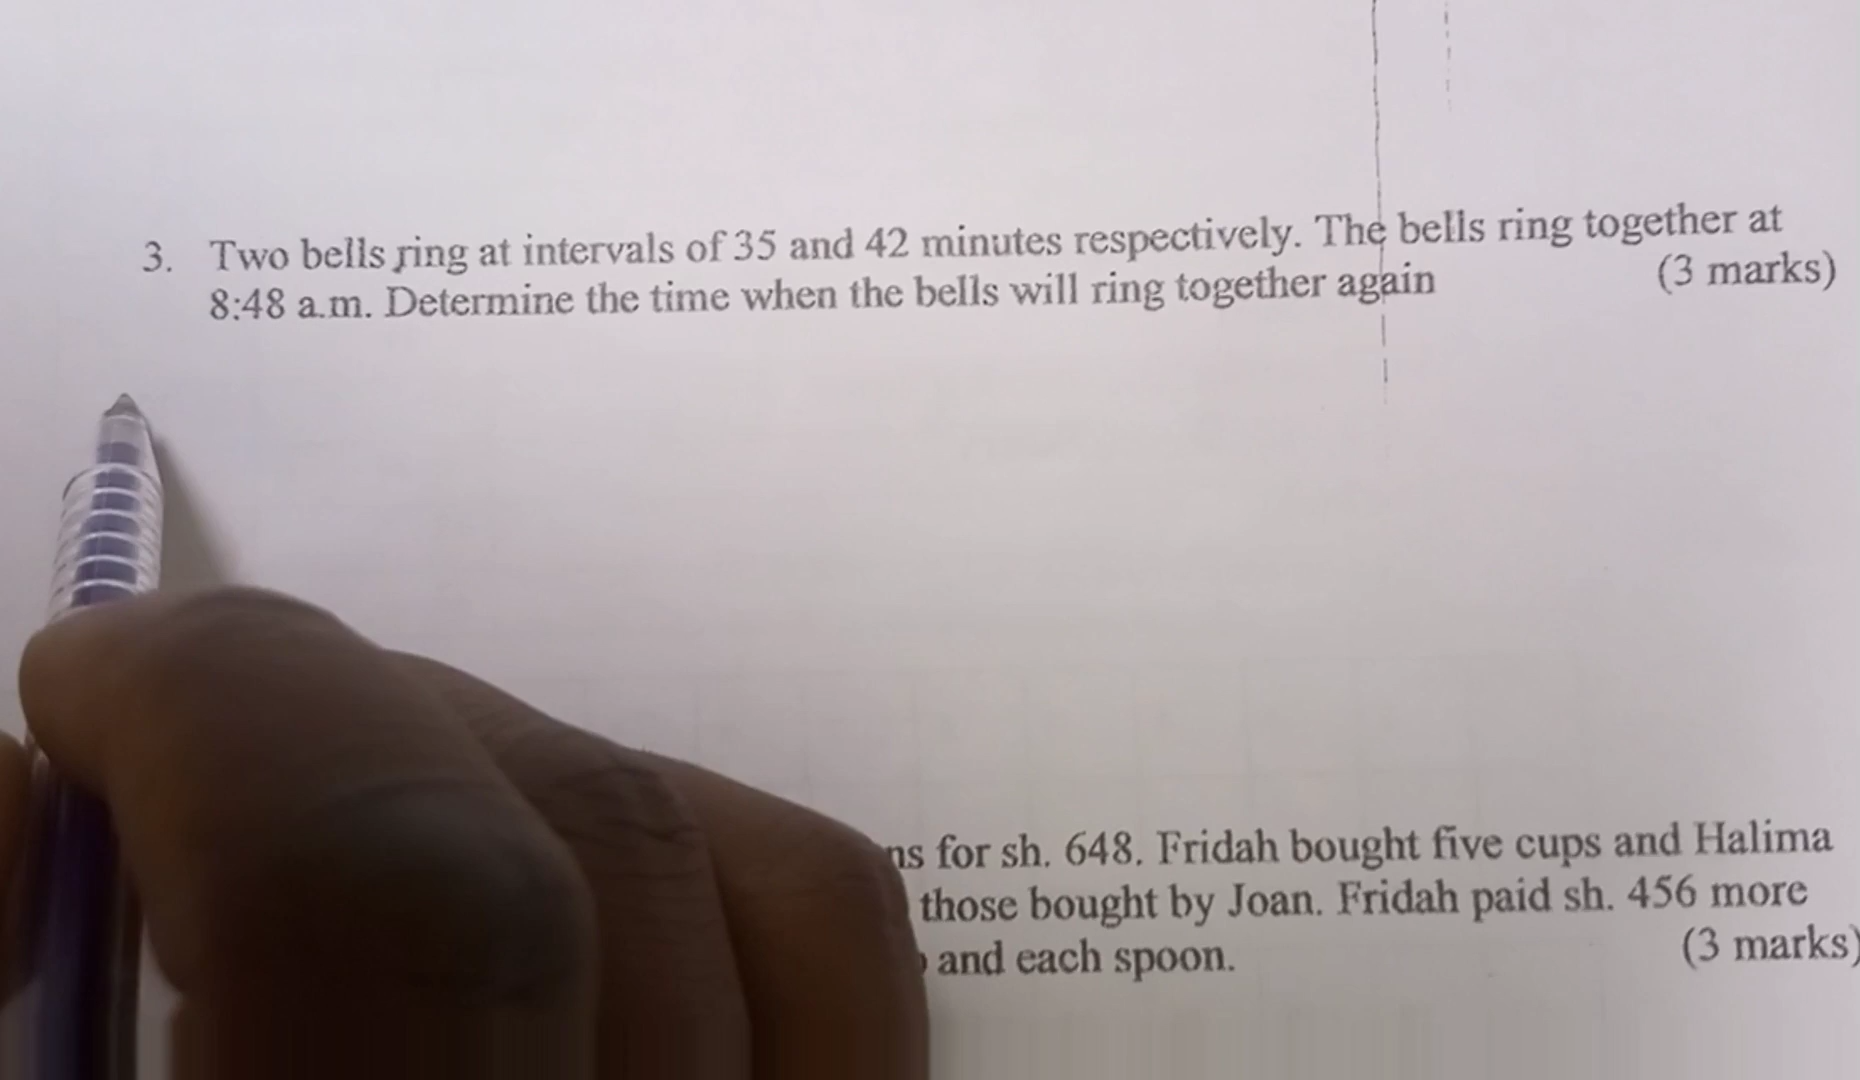 3. Two bells ring at intervals of 35 and 42 minutes respectively. The bells ring together at
8:48 a.m. Determine the time when the bells will ring together again (3 marks)
for sh. 648. Fridah bought five cups and Halima
those bought by Joan. Fridah paid sh. 456 more
and each spoon. (3 marks)